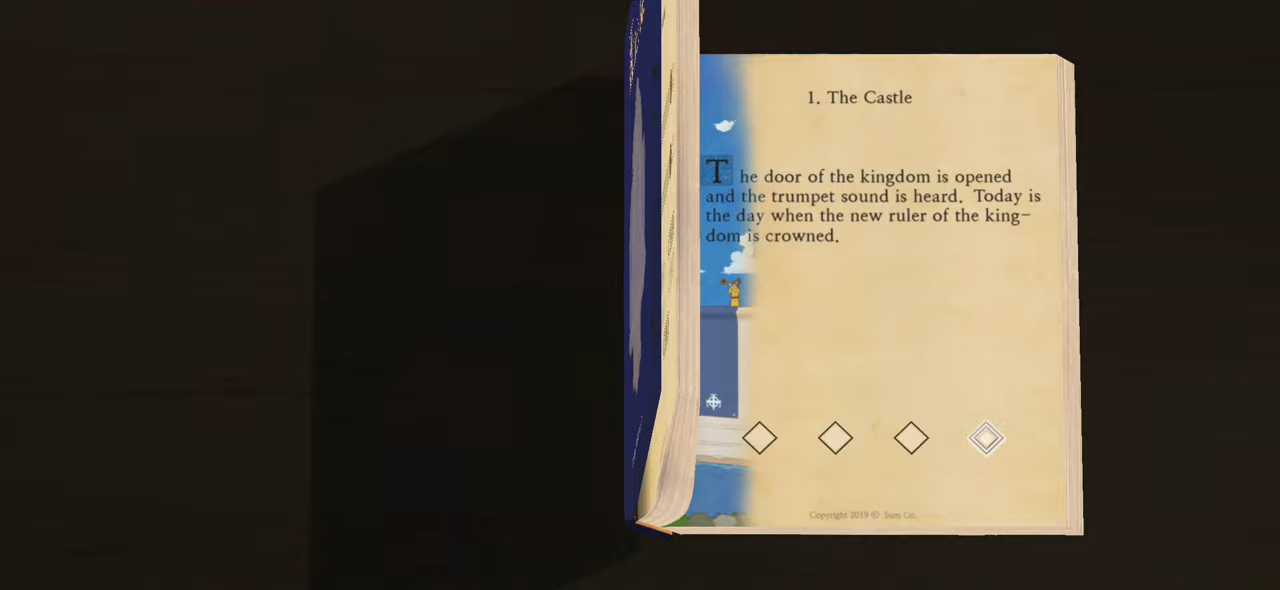 1. The Castle
The door of the kingdom is opened
and the trumpet sound is heard. Today is
the day when the new ruler of the king-
dom is crowned.
Copyright 2019 © Sum Co.